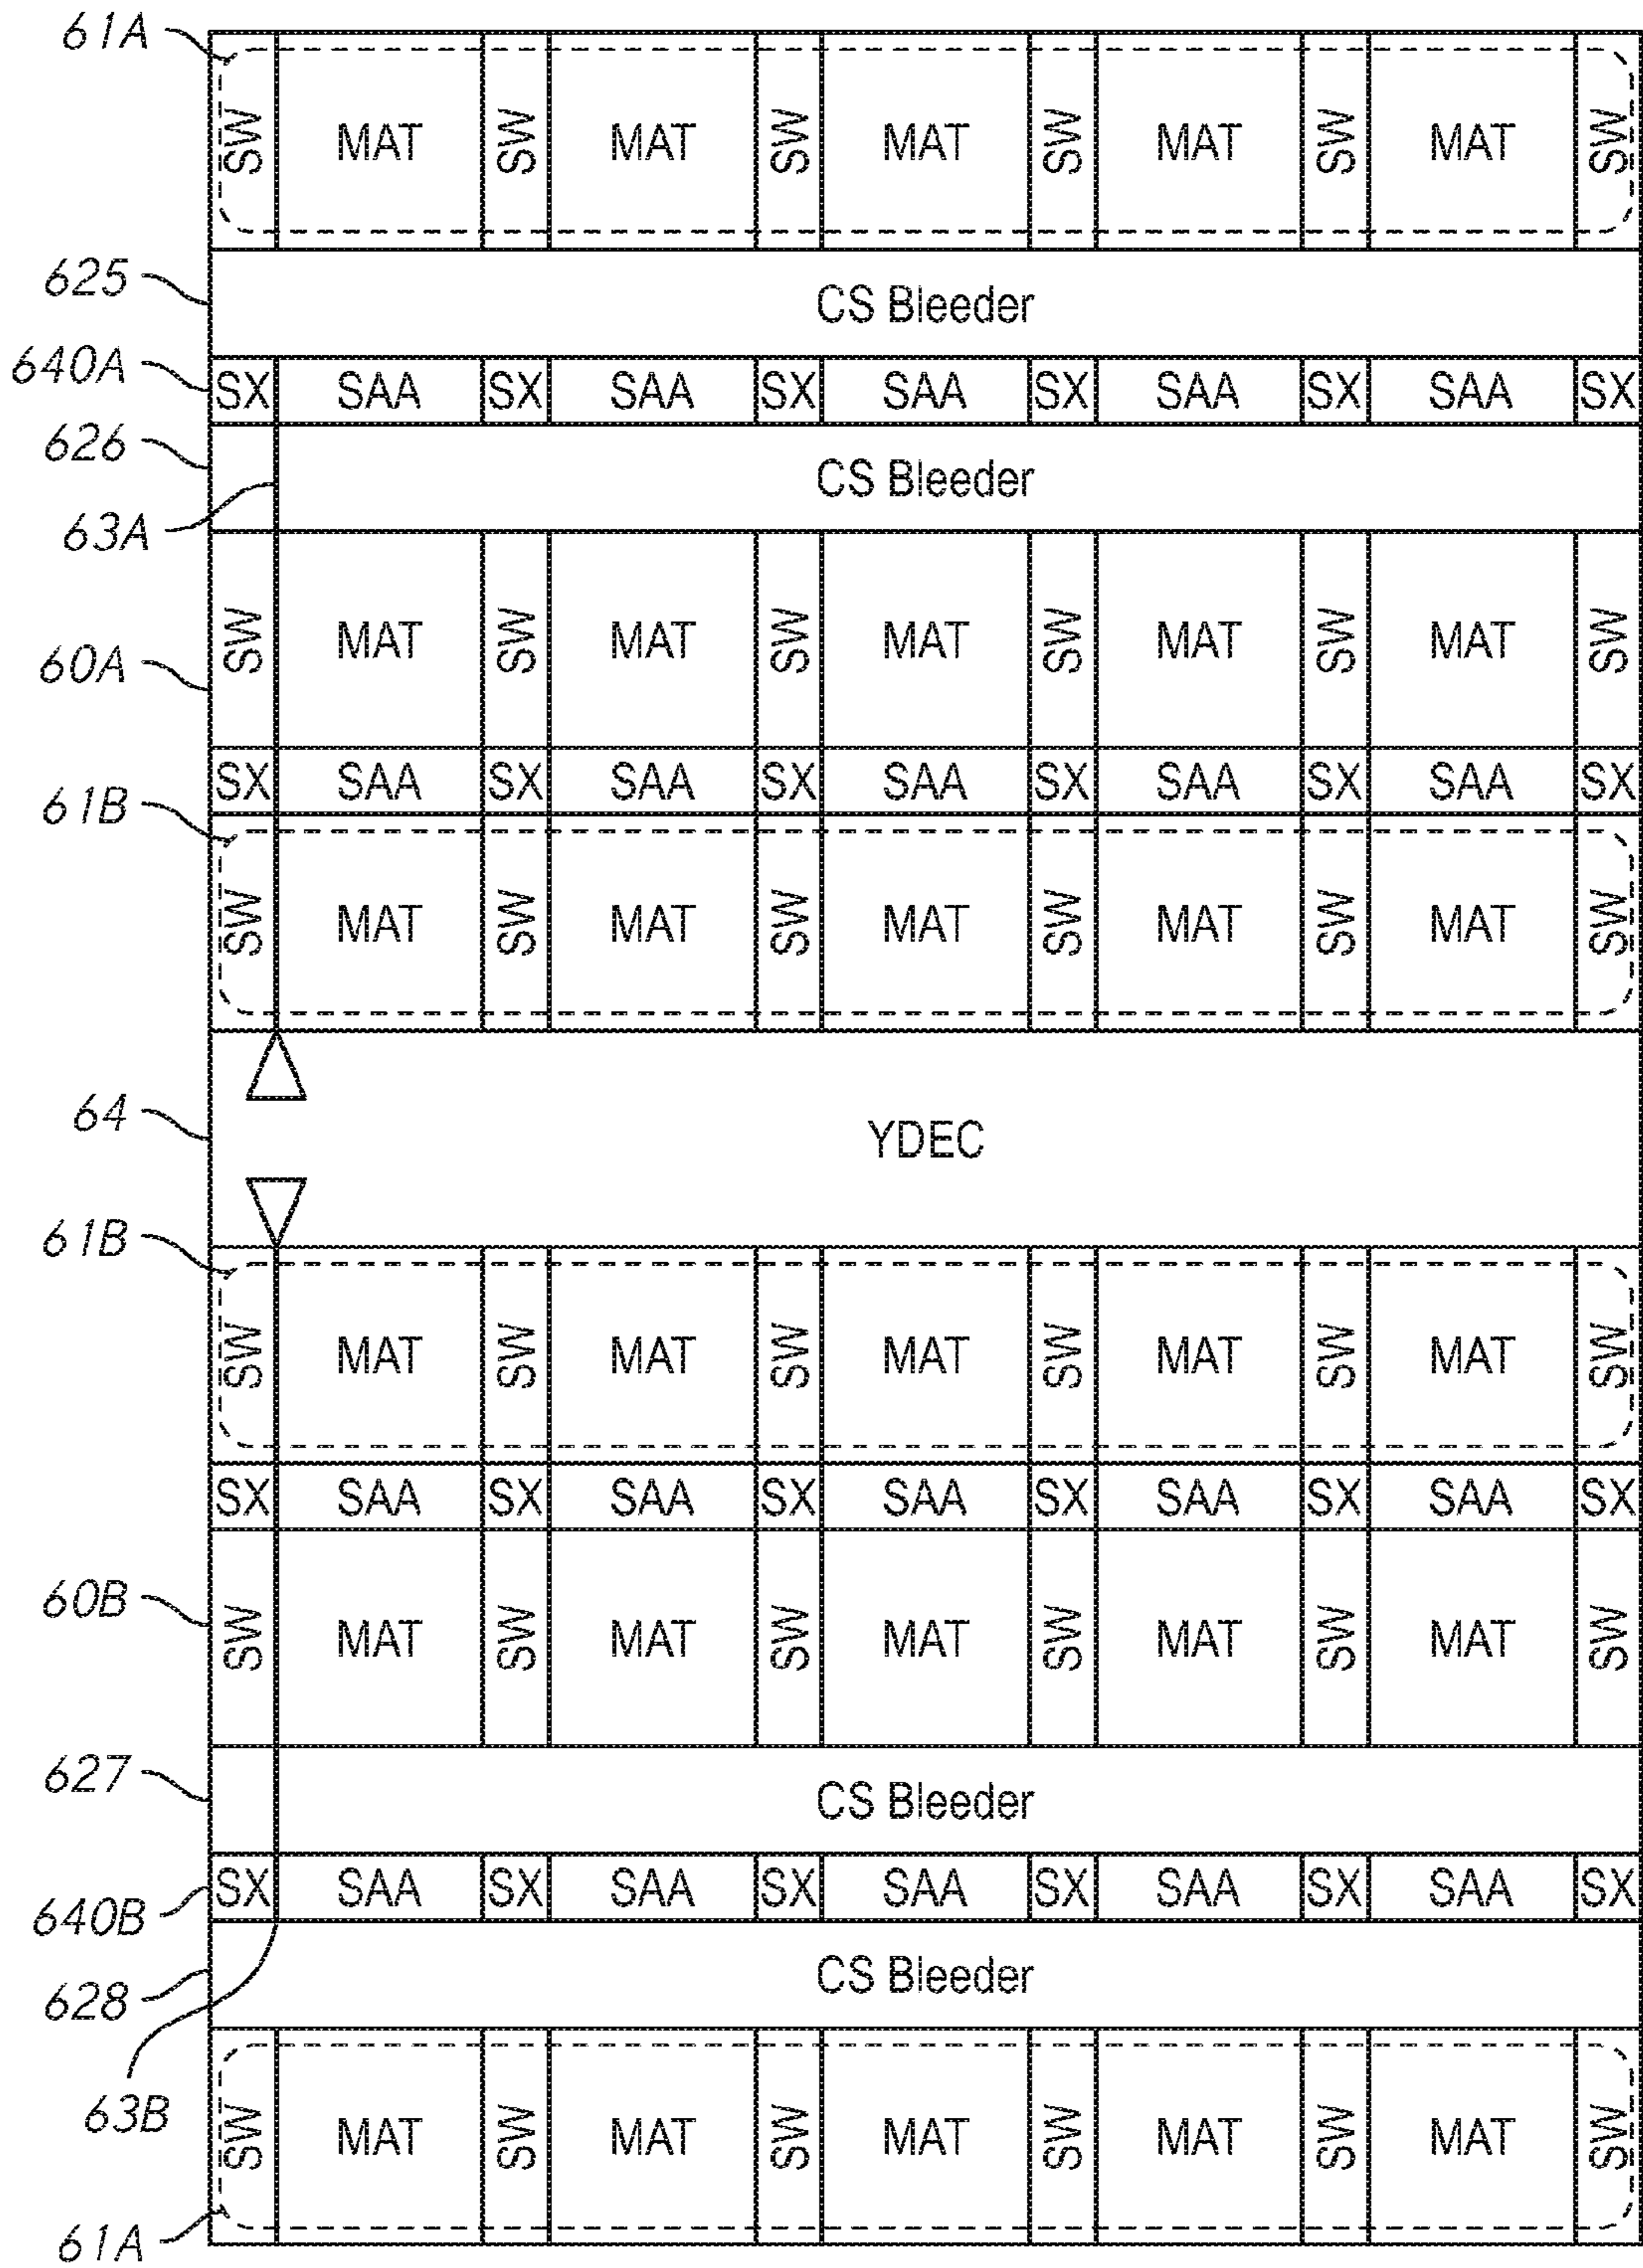 61A
SW MAT SW MAT SW MAT SW MAT SW MAT SW
625
CS Bleeder
640A
SX SAA SX SAA SX SAA SX SAA SX SAA SX
626
CS Bleeder
63A
SW MAT SW MAT SW MAT SW MAT SW MAT SW
60A
SX SAA SX SAA SX SAA SX SAA SX SAA SX
61B
SW MAT SW MAT SW MAT SW MAT SW MAT SW
64
YDEC
61B
SW MAT SW MAT SW MAT SW MAT SW MAT SW
SX SAA SX SAA SX SAA SX SAA SX SAA SX
60B
SW MAT SW MAT SW MAT SW MAT SW MAT SW
627
CS Bleeder
SX SAA SX SAA SX SAA SX SAA SX SAA SX
640B
CS Bleeder
628
63B
SW MAT SW MAT SW MAT SW MAT SW MAT SW
61A